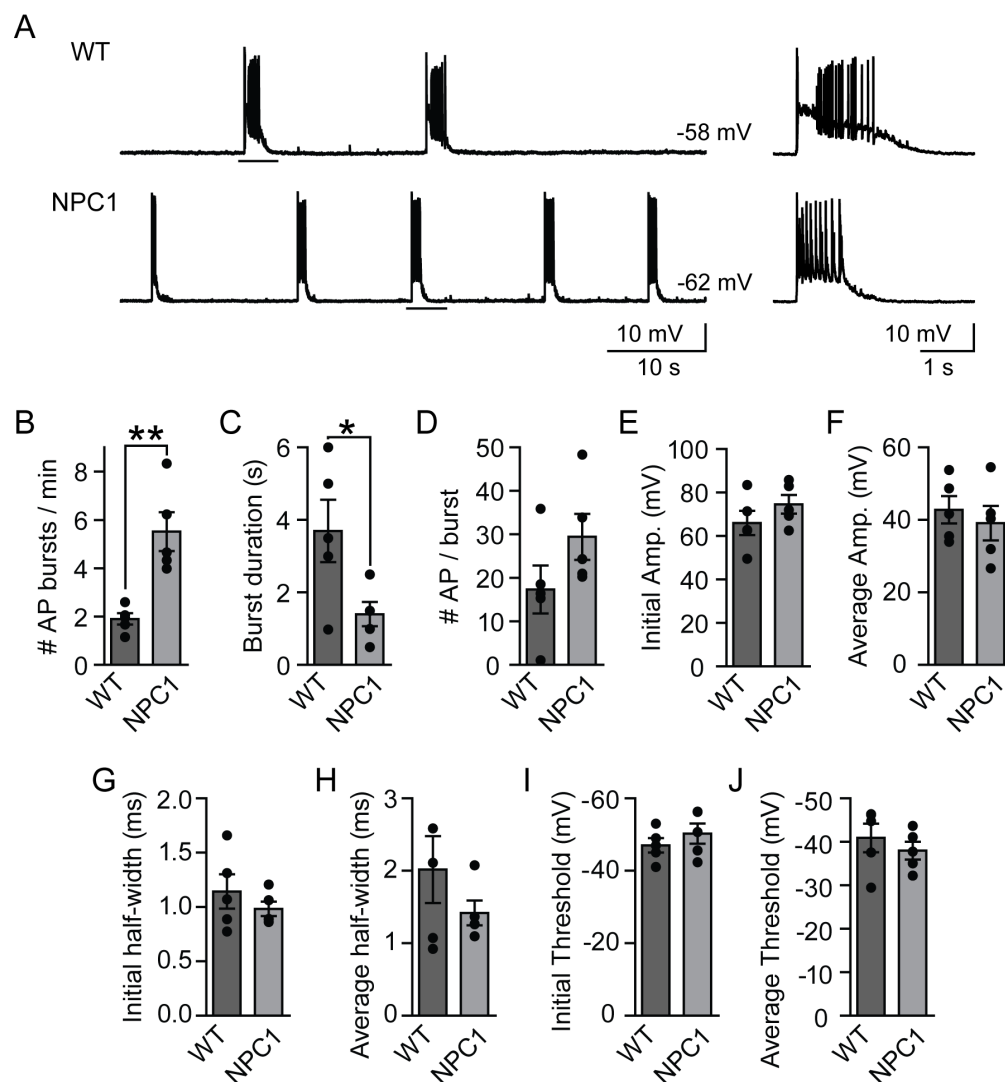 A
WT
-58 mV
NPC1
-62 mV
10 mV
10 s
10 mV
1 s
B
**
# AP bursts / min
8
6
4
2
0
WT
NPC1
C
*
Burst duration (s)
6
4
2
0
WT
NPC1
D
# AP / burst
50
40
30
20
10
0
WT
NPC1
E
Initial Amp. (mV)
100
80
60
40
20
0
WT
NPC1
F
Average Amp. (mV)
60
40
20
0
WT
NPC1
G
Initial half-width (ms)
2.0
1.5
1.0
0.5
0.0
WT
NPC1
H
Average half-width (ms)
3
2
1
0
WT
NPC1
I
Initial Threshold (mV)
-60
-40
-20
0
WT
NPC1
J
Average Threshold (mV)
-50
-40
-30
-20
-10
0
WT
NPC1